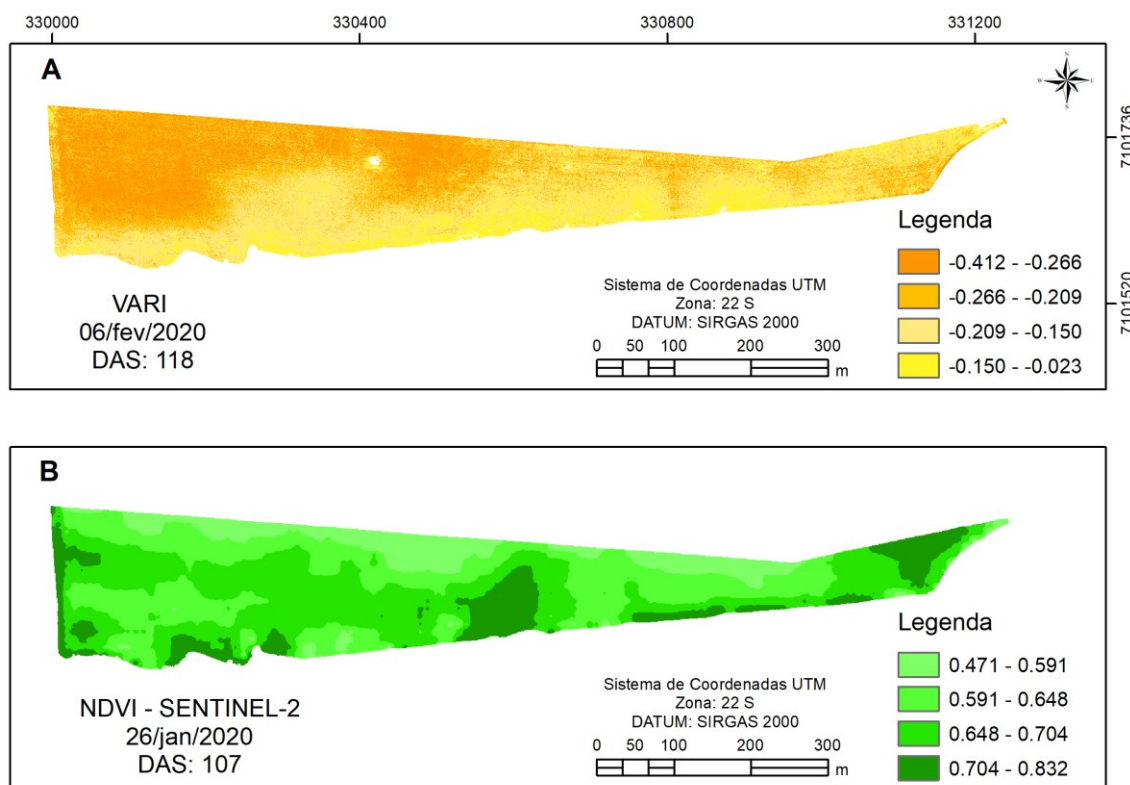 330000 330400 330800 331200
A
N
W
S
7101736
VARI
06/fev/2020
DAS: 118
Sistema de Coordenadas UTM
Zona: 22 S
DATUM: SIRGAS 2000
0 50 100 200 300
m
Legenda
-0.412 - -0.266
-0.266 - -0.209
-0.209 - -0.150
-0.150 - -0.023
7101520
B
NDVI - SENTINEL-2
26/jan/2020
DAS: 107
Sistema de Coordenadas UTM
Zona: 22 S
DATUM: SIRGAS 2000
0 50 100 200 300
m
Legenda
0.471 - 0.591
0.591 - 0.648
0.648 - 0.704
0.704 - 0.832